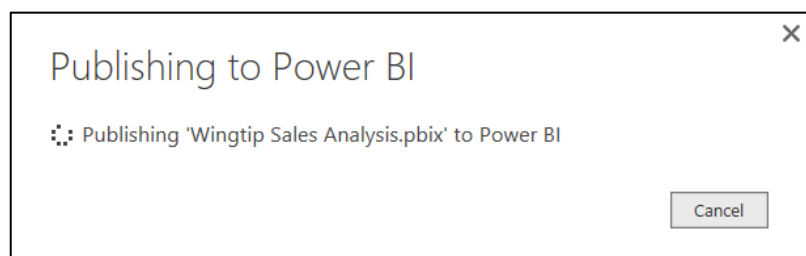 Publishing to Power BI
Publishing 'Wingtip Sales Analysis.pbix' to Power BI
Cancel